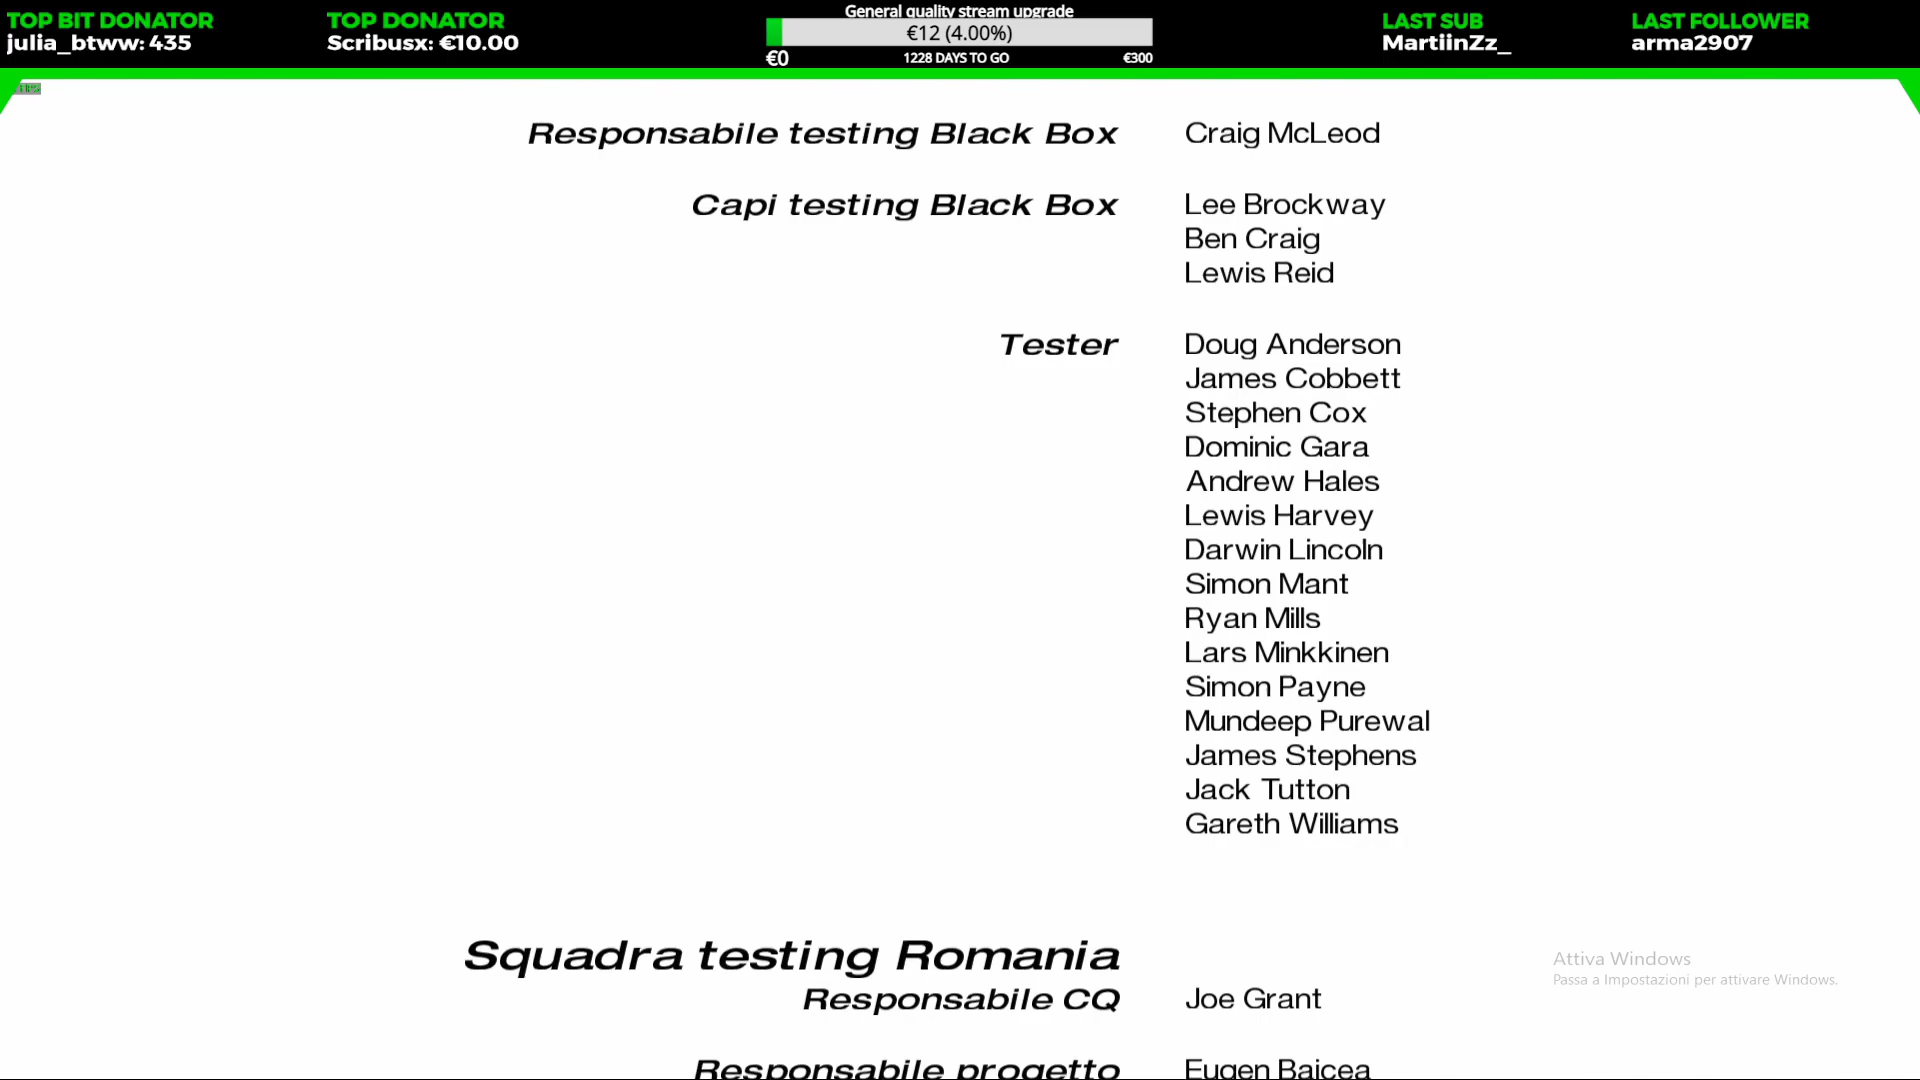 TOP BIT DONATOR
julia_btww: 435
TOP DONATOR
Scribusx: €10.00
General quality stream upgrade
€12 (4.00%)
€0
1228 DAYS TO GO
€300
LAST SUB
MartiinZz_
LAST FOLLOWER
arma2907
Responsabile testing Black Box Craig McLeod
Capi testing Black Box Lee Brockway
Ben Craig
Lewis Reid
Tester Doug Anderson
James Cobbett
Stephen Cox
Dominic Gara
Andrew Hales
Lewis Harvey
Darwin Lincoln
Simon Mant
Ryan Mills
Lars Minkkinen
Simon Payne
Mundeep Purewal
James Stephens
Jack Tutton
Gareth Williams
Squadra testing Romania
Responsabile CQ Joe Grant
Responsabile progetto Eugen Baicea
Attiva Windows
Passa a Impostazioni per attivare Windows.